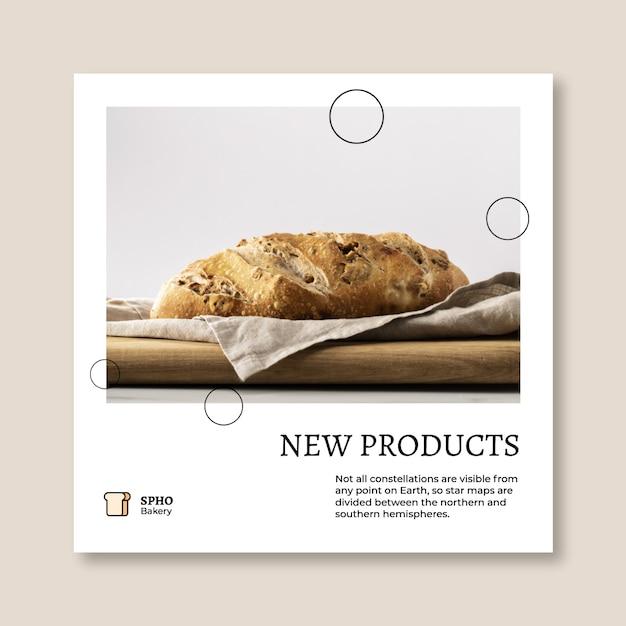 NEW PRODUCTS
Not all constellations are visible from
any point on Earth, so star maps are
divided between the northern and
southern hemispheres.
SPHO
Bakery